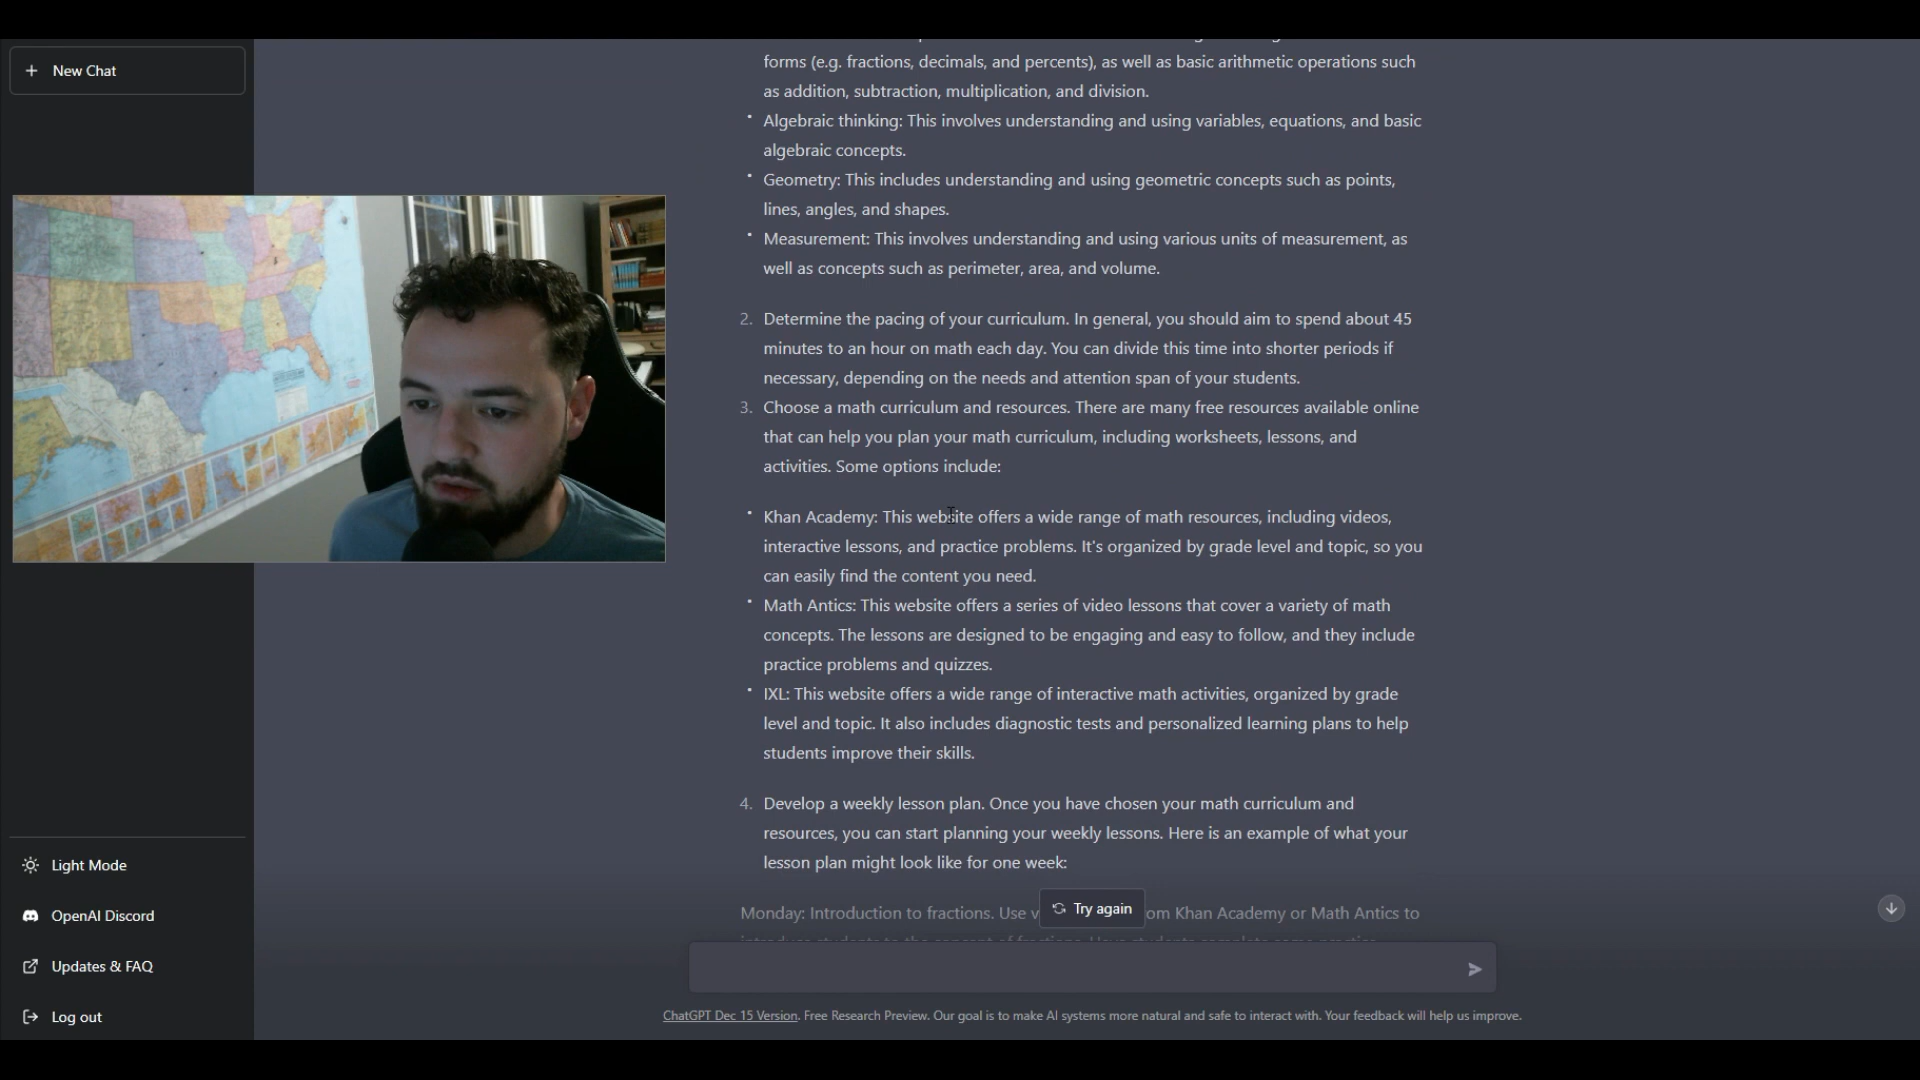 New Chat
forms (e.g. fractions, decimals, and percents), as well as basic arithmetic operations such
as addition, subtraction, multiplication, and division.
• Algebraic thinking: This involves understanding and using variables, equations, and basic
algebraic concepts.
• Geometry: This includes understanding and using geometric concepts such as points,
lines, angles, and shapes.
• Measurement: This involves understanding and using various units of measurement, as
well as concepts such as perimeter, area, and volume.
2. Determine the pacing of your curriculum. In general, you should aim to spend about 45
minutes to an hour on math each day. You can divide this time into shorter periods if
necessary, depending on the needs and attention span of your students.
3. Choose a math curriculum and resources. There are many free resources available online
that can help you plan your math curriculum, including worksheets, lessons, and
activities. Some options include:
• Khan Academy: This website offers a wide range of math resources, including videos,
interactive lessons, and practice problems. It's organized by grade level and topic, so you
can easily find the content you need.
• Math Antics: This website offers a series of video lessons that cover a variety of math
concepts. The lessons are designed to be engaging and easy to follow, and they include
practice problems and quizzes.
• IXL: This website offers a wide range of interactive math activities, organized by grade
level and topic. It also includes diagnostic tests and personalized learning plans to help
students improve their skills.
4. Develop a weekly lesson plan. Once you have chosen your math curriculum and
resources, you can start planning your weekly lessons. Here is an example of what your
lesson plan might look like for one week:
Monday: Introduction to fractions. Use Khan Academy or Math Antics to
Try again
Light Mode
OpenAI Discord
Updates & FAQ
Log out
ChatGPT Dec 15 Version. Free Research Preview. Our goal is to make AI systems more natural and safe to interact with. Your feedback will help us improve.